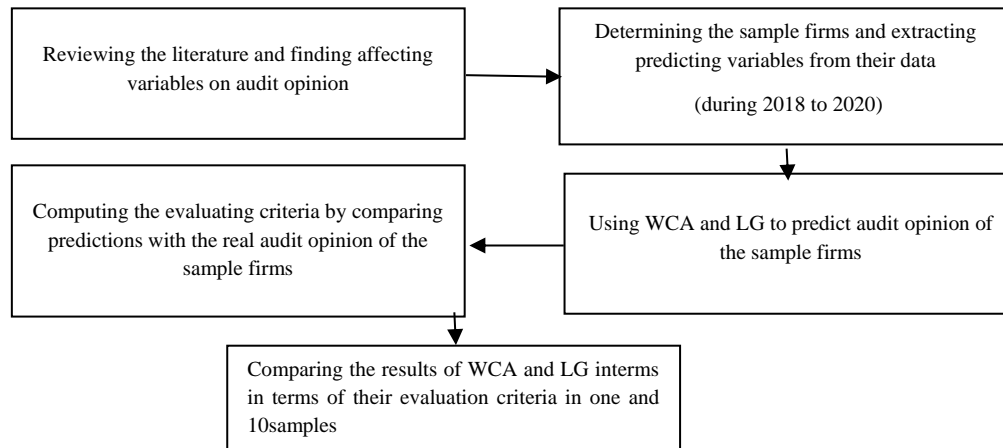 Reviewing the literature and finding affecting
variables on audit opinion
Determining the sample firms and extracting
predicting variables from their data
(during 2018 to 2020)
Using WCA and LG to predict audit opinion of
the sample firms
Computing the evaluating criteria by comparing
predictions with the real audit opinion of the
sample firms
Comparing the results of WCA and LG interms
in terms of their evaluation criteria in one and
10samples